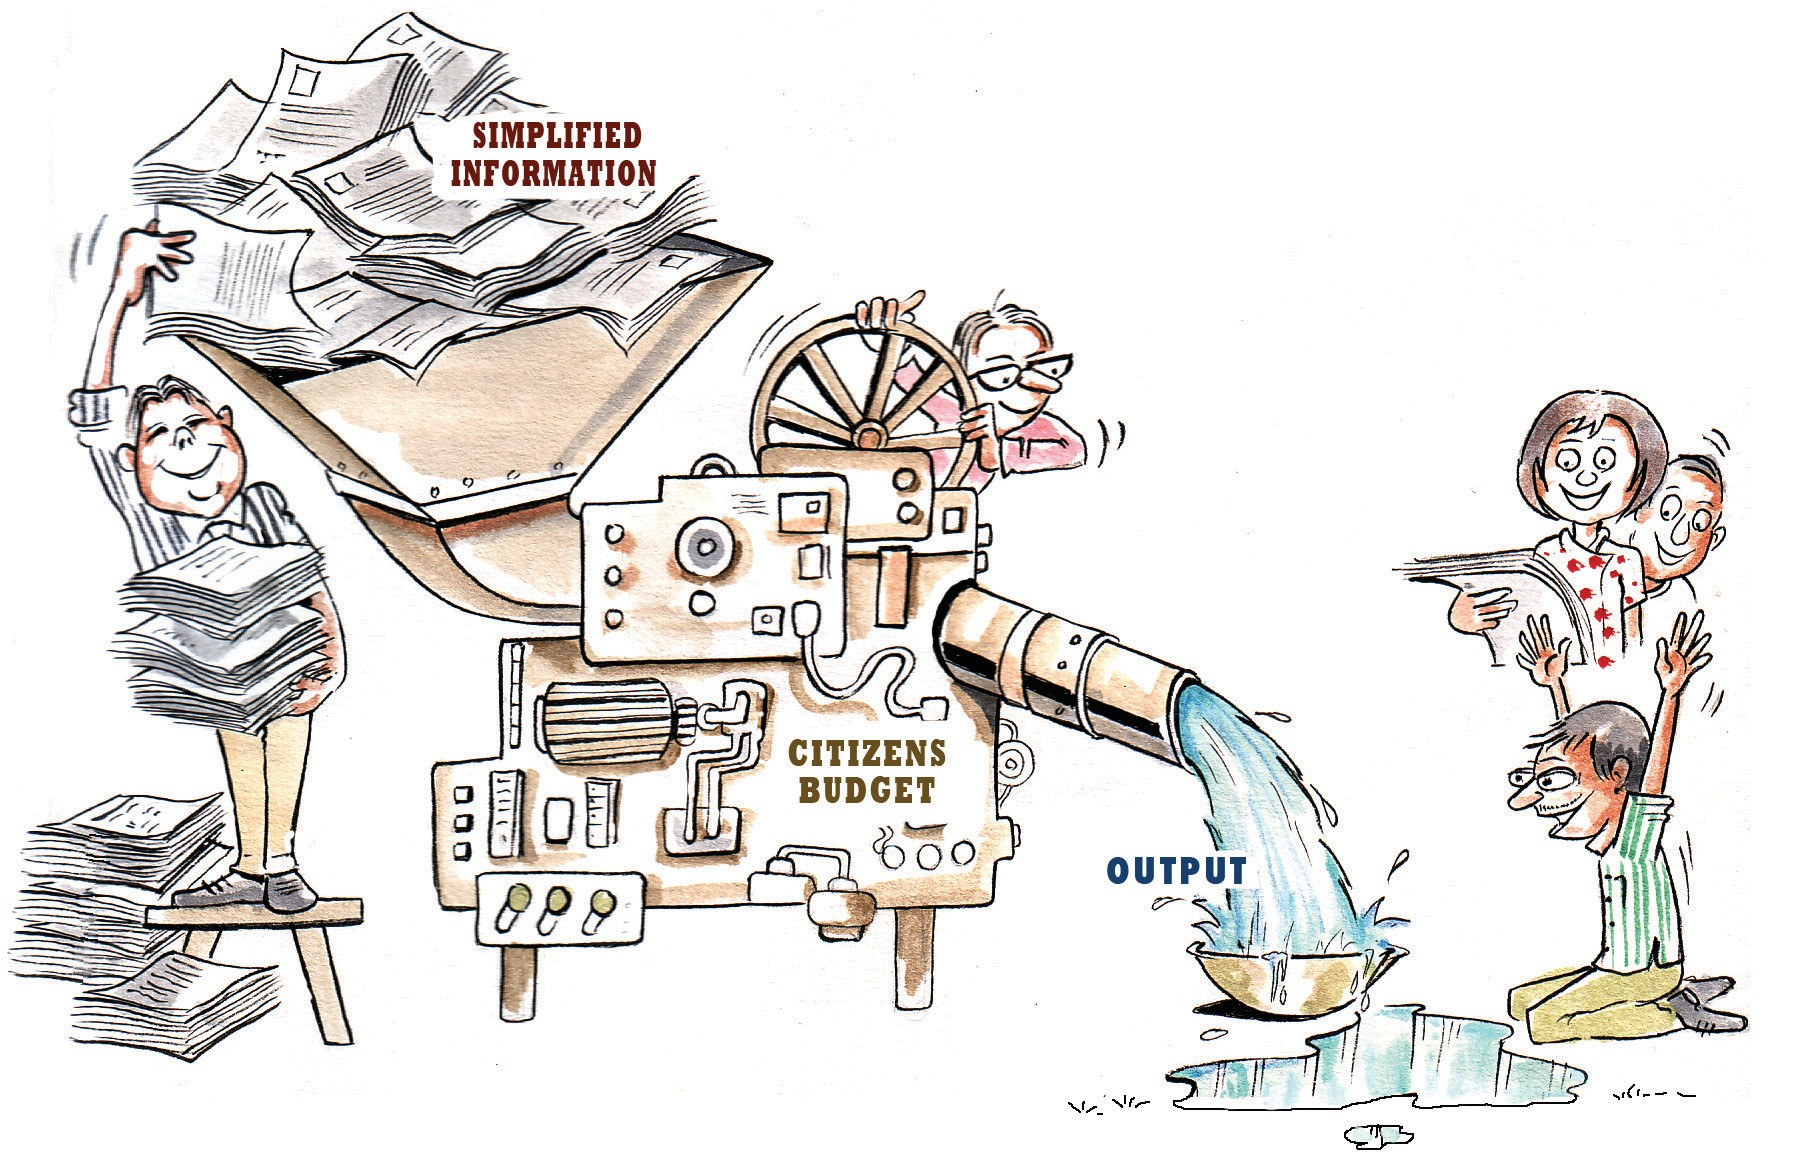 SIMPLIFIED
INFORMATION
CITIZENS
BUDGET
OUTPUT